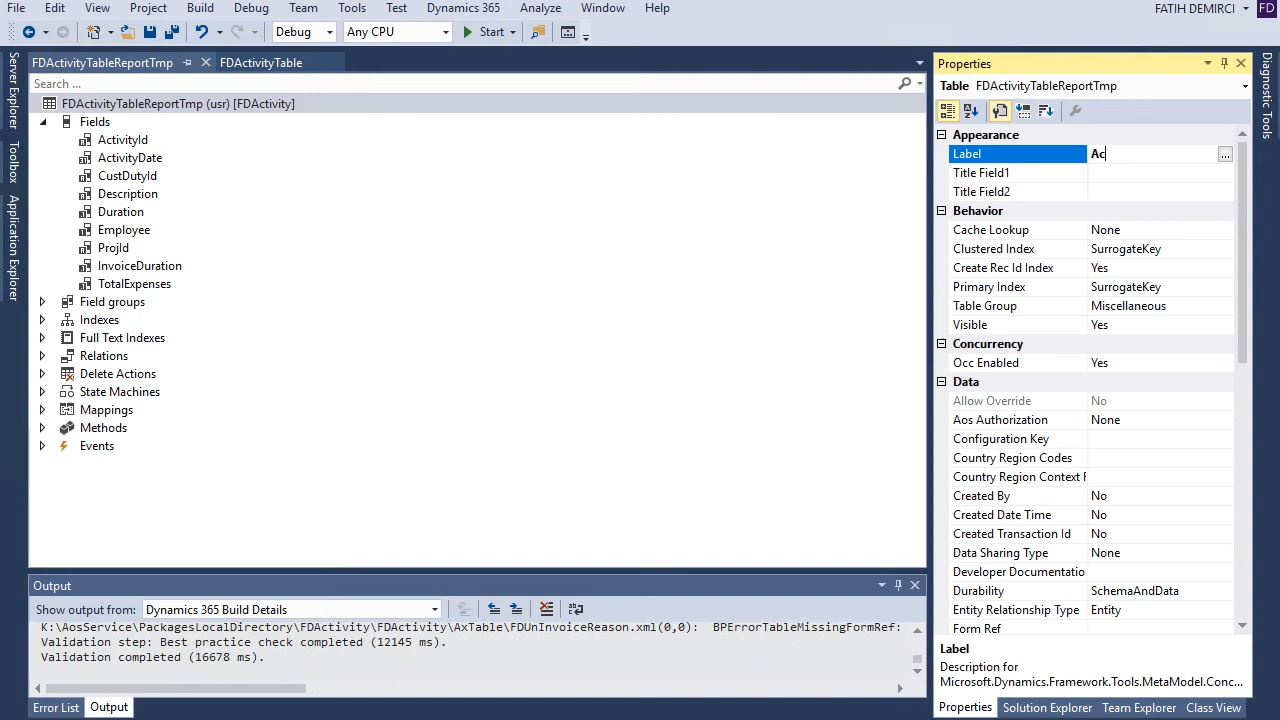 File Edit View Project Build Debug Team Tools Test Dynamics 365 Analyze Window Help FATIH DEMIRCI FD
Debug Any CPU Start
Server Explorer
Toolbox
Application Explorer
FDActivityTableReportTmp FDActivityTable
Search ...
FDActivityTableReportTmp (usr) [FDActivity]
Fields
ActivityId
ActivityDate
CustDutyId
Description
Duration
Employee
ProjId
InvoiceDuration
TotalExpenses
Field groups
Indexes
Full Text Indexes
Relations
Delete Actions
State Machines
Mappings
Methods
Events
Output
Show output from: Dynamics 365 Build Details
K:\AosService\PackagesLocalDirectory\FDActivity\FDActivity\AxTable\FDUnInvoiceReason.xml(0,0): BPErrorTableMissingFormRef:
Validation step: Best practice check completed (12145 ms).
Validation completed (16678 ms).
Error List Output
Properties
Table FDActivityTableReportTmp
Appearance
Label Ac ...
Title Field1
Title Field2
Behavior
Cache Lookup None
Clustered Index SurrogateKey
Create Rec Id Index Yes
Primary Index SurrogateKey
Table Group Miscellaneous
Visible Yes
Concurrency
Occ Enabled Yes
Data
Allow Override No
Aos Authorization None
Configuration Key
Country Region Codes
Country Region Context F
Created By No
Created Date Time No
Created Transaction Id No
Data Sharing Type None
Developer Documentatio
Durability SchemaAndData
Entity Relationship Type Entity
Form Ref
Label
Description for
Microsoft.Dynamics.Framework.Tools.MetaModel.Conc...
Properties Solution Explorer Team Explorer Class View
Diagnostic Tools